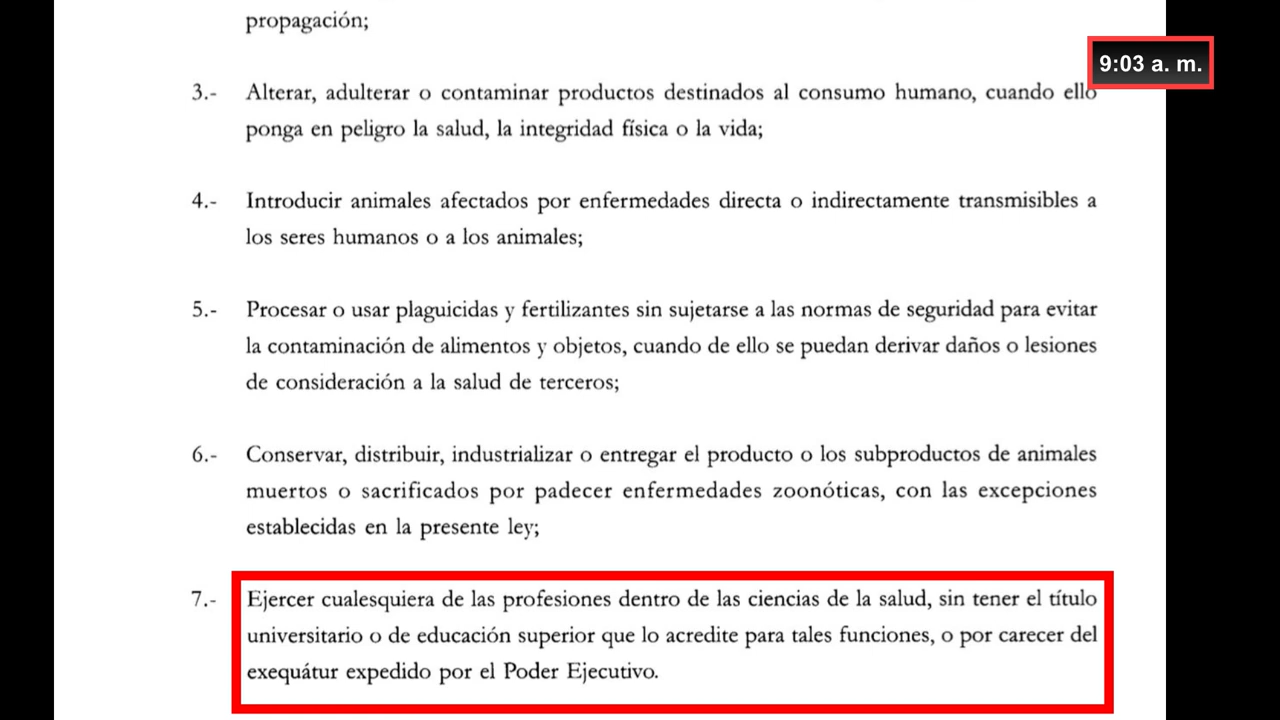 propagación;
9:03 a. m.
3.- Alterar, adulterar o contaminar productos destinados al consumo humano, cuando ello
ponga en peligro la salud, la integridad física o la vida;
4.- Introducir animales afectados por enfermedades directa o indirectamente transmisibles a
los seres humanos o a los animales;
5.- Procesar o usar plaguicidas y fertilizantes sin sujetarse a las normas de seguridad para evitar
la contaminación de alimentos y objetos, cuando de ello se puedan derivar daños o lesiones
de consideración a la salud de terceros;
6.- Conservar, distribuir, industrializar o entregar el producto o los subproductos de animales
muertos o sacrificados por padecer enfermedades zoonóticas, con las excepciones
establecidas en la presente ley;
7.- Ejercer cualesquiera de las profesiones dentro de las ciencias de la salud, sin tener el título
universitario o de educación superior que lo acredite para tales funciones, o por carecer del
exequátur expedido por el Poder Ejecutivo.